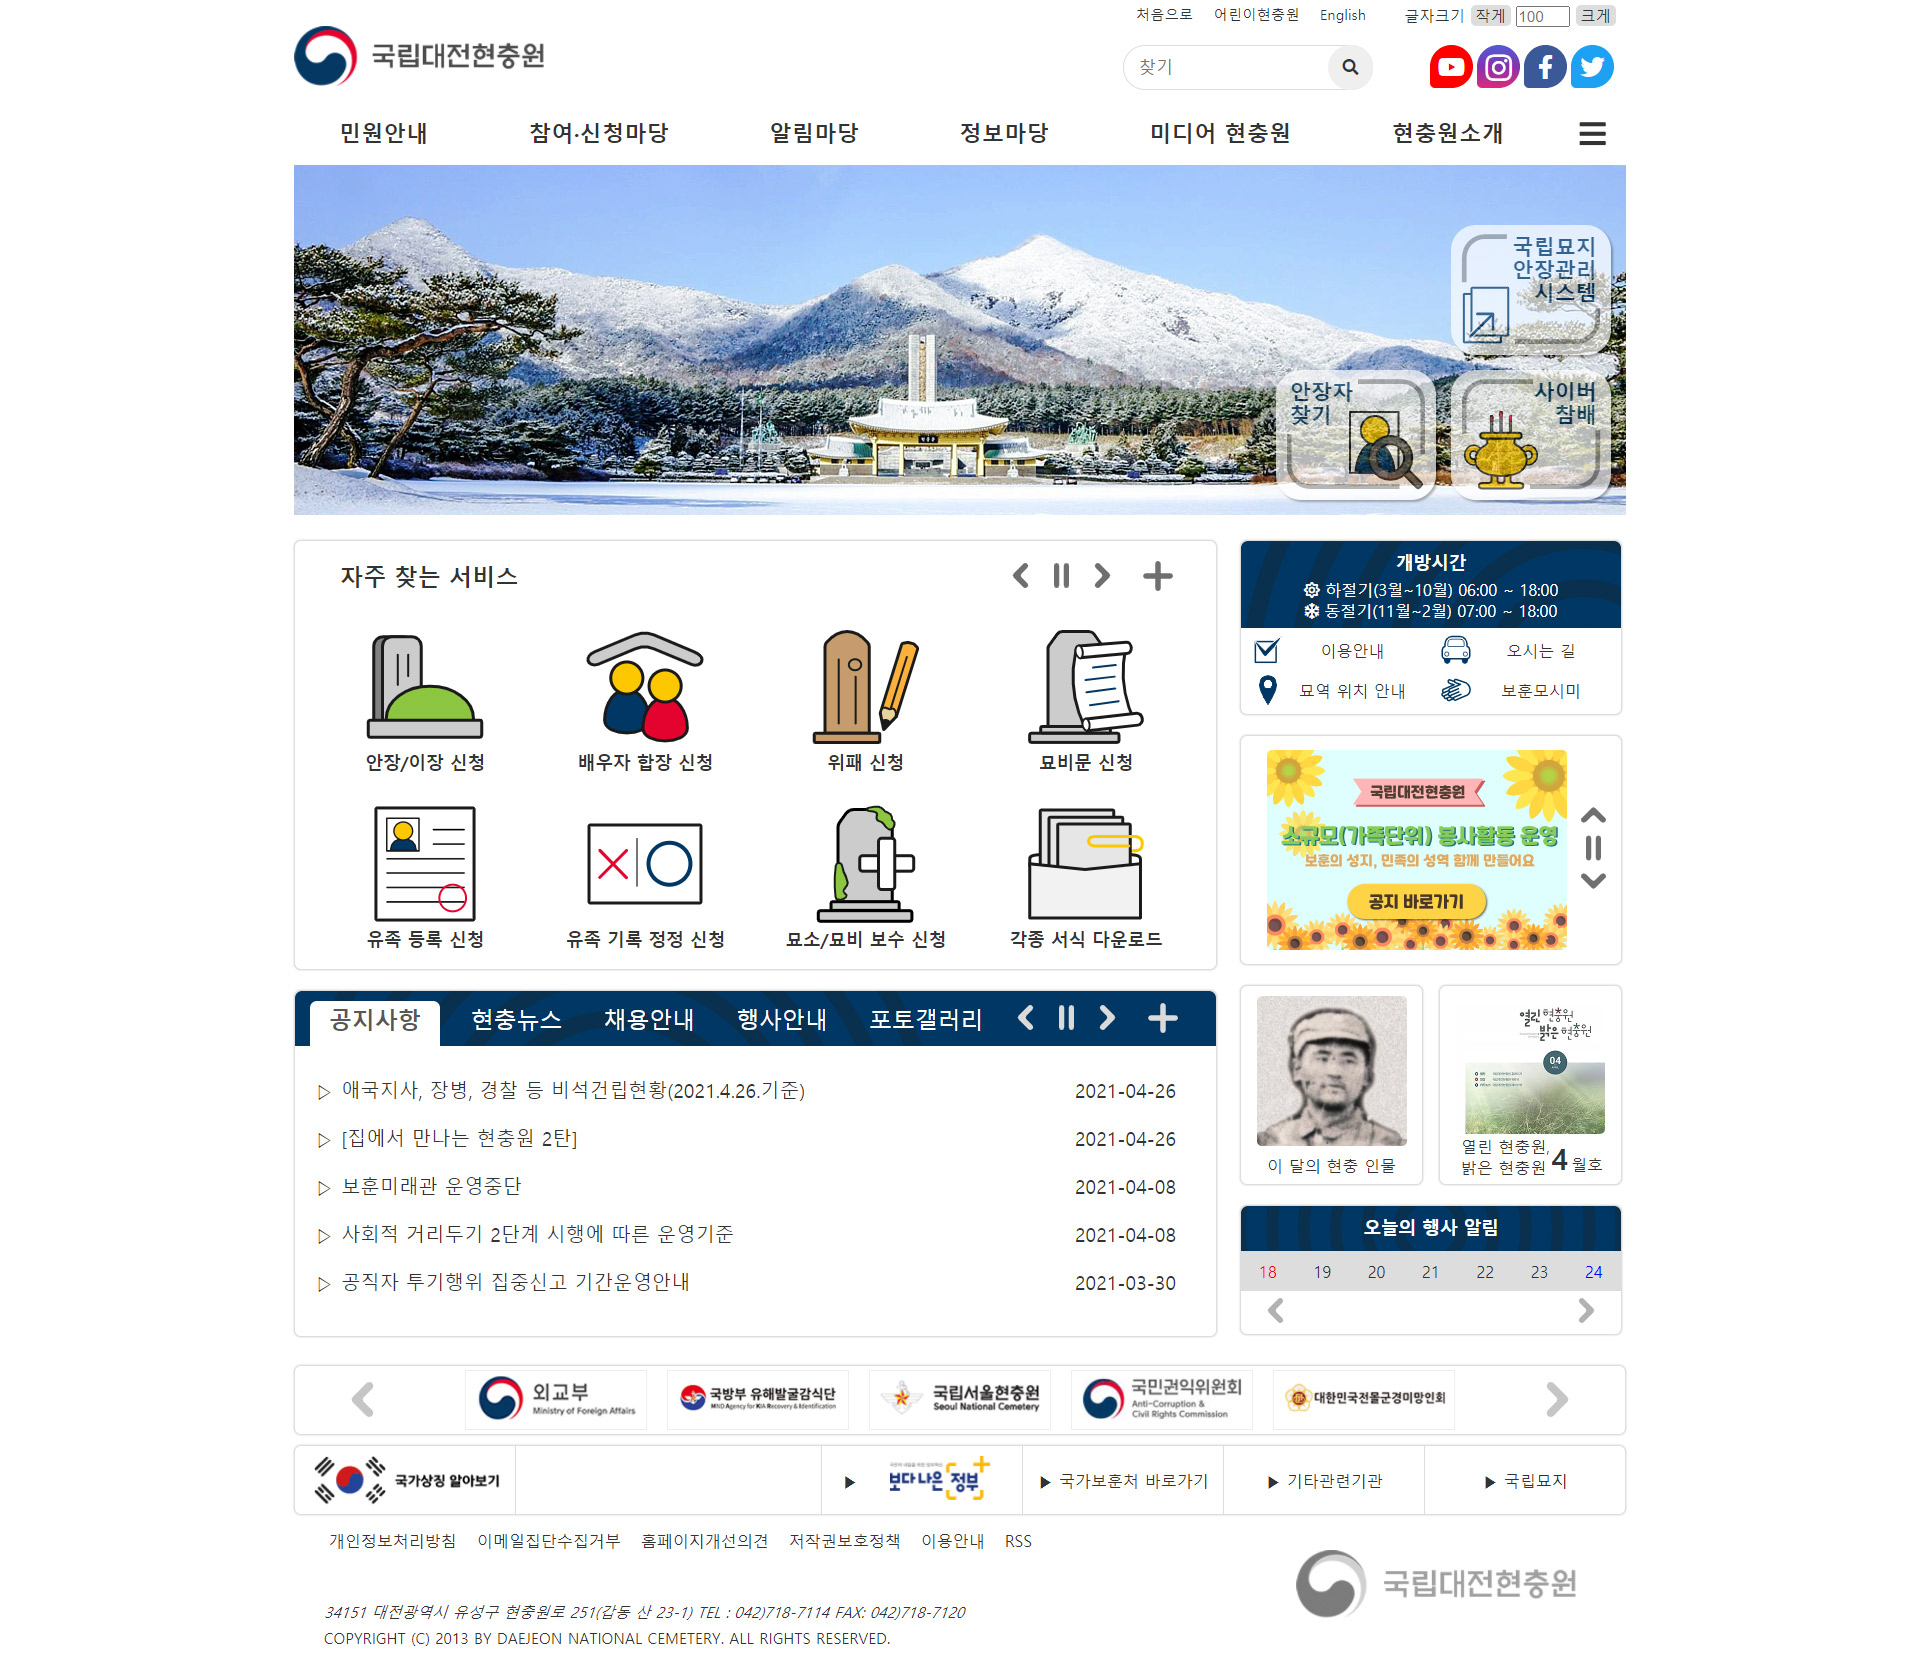 처음으로 어린이현충원 English 글자크기 작게 100 크게
국립대전현충원
찾기
민원안내 참여·신청마당 알림마당 정보마당 미디어 현충원 현충원소개
국립묘지
안장관리
시스템
안장자
찾기
사이버
참배
자주 찾는 서비스
안장/이장 신청 배우자 합장 신청 위패 신청 묘비문 신청
유족 등록 신청 유족 기록 정정 신청 묘소/묘비 보수 신청 각종 서식 다운로드
개방시간
하절기(3월~10월) 06:00 ~ 18:00
동절기(11월~2월) 07:00 ~ 18:00
이용안내 오시는 길
묘역 위치 안내 보훈모시미
국립대전현충원
소규모(가족단위) 봉사활동 운영
보훈의 성지, 민족의 성역 함께 만들어요
공지 바로가기
공지사항 현충뉴스 채용안내 행사안내 포토갤러리
▷ 애국지사, 장병, 경찰 등 비석건립현황(2021.4.26.기준) 2021-04-26
▷ [집에서 만나는 현충원 2탄] 2021-04-26
▷ 보훈미래관 운영중단 2021-04-08
▷ 사회적 거리두기 2단계 시행에 따른 운영기준 2021-04-08
▷ 공직자 투기행위 집중신고 기간운영안내 2021-03-30
이 달의 현충 인물
열린 현충원
밝은 현충원
04
열린 현충원,
밝은 현충원 4 월호
오늘의 행사 알림
18 19 20 21 22 23 24
외교부
Ministry of Foreign Affairs
국방부 유해발굴감식단
MND Agency for KIA Recovery & Identification
국립서울현충원
Seoul National Cemetery
국민권익위원회
Anti-Corruption &
Civil Rights Commission
대한민국전몰군경미망인회
국가상징 알아보기
▶ 보다나은 정부
▶ 국가보훈처 바로가기
▶ 기타관련기관
▶ 국립묘지
개인정보처리방침 이메일집단수집거부 홈페이지개선의견 저작권보호정책 이용안내 RSS
국립대전현충원
34151 대전광역시 유성구 현충원로 251(갑동 산 23-1) TEL : 042)718-7114 FAX: 042)718-7120
COPYRIGHT (C) 2013 BY DAEJEON NATIONAL CEMETERY. ALL RIGHTS RESERVED.